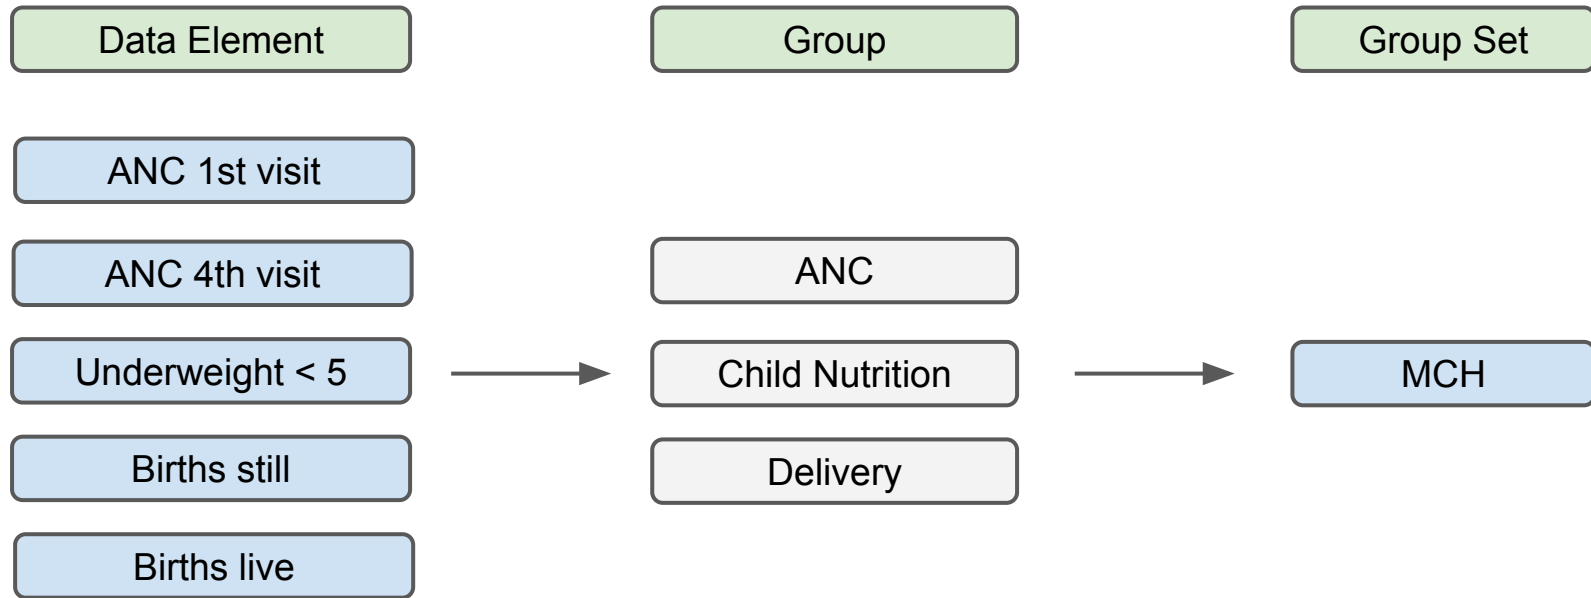 Data Element
Group
Group Set
ANC 1st visit
ANC 4th visit
ANC
Underweight < 5
Child Nutrition
MCH
Births still
Delivery
Births live